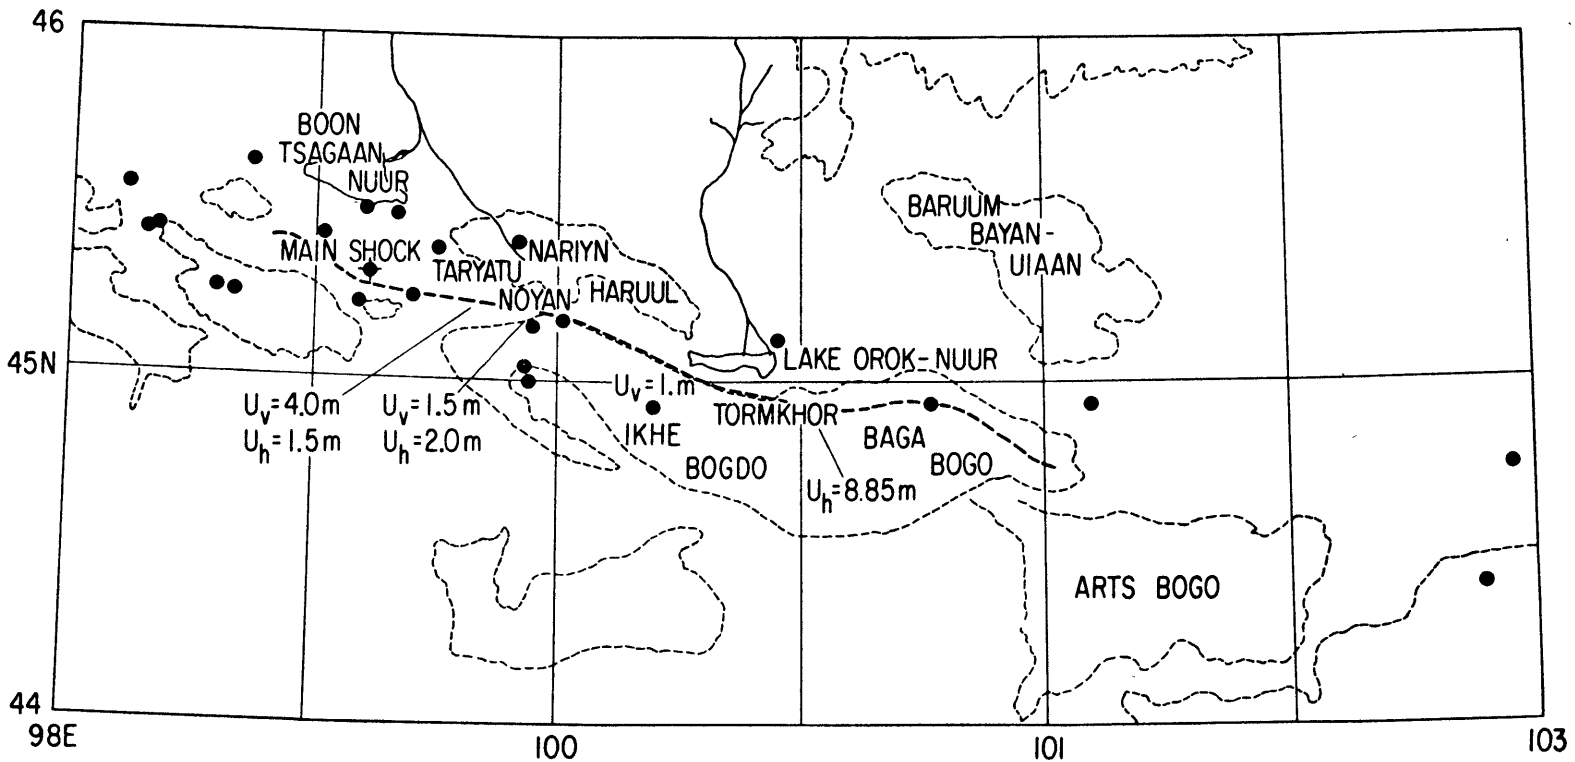 46
BOON
TSAGAAN
NUUR
BARUUM
BAYAN-
UIAAN
MAIN SHOCK
NARIYN
TARYATU
NOYAN
HARUUL
45N
LAKE OROK-NUUR
Uv=4.0m
Uh=1.5m
Uv=1.5m
Uh=2.0m
Uv=1.m
TORMKHOR
IKHE
BOGDO
BAGA
BOGO
Uh=8.85m
ARTS BOGO
44
98E
100
101
103